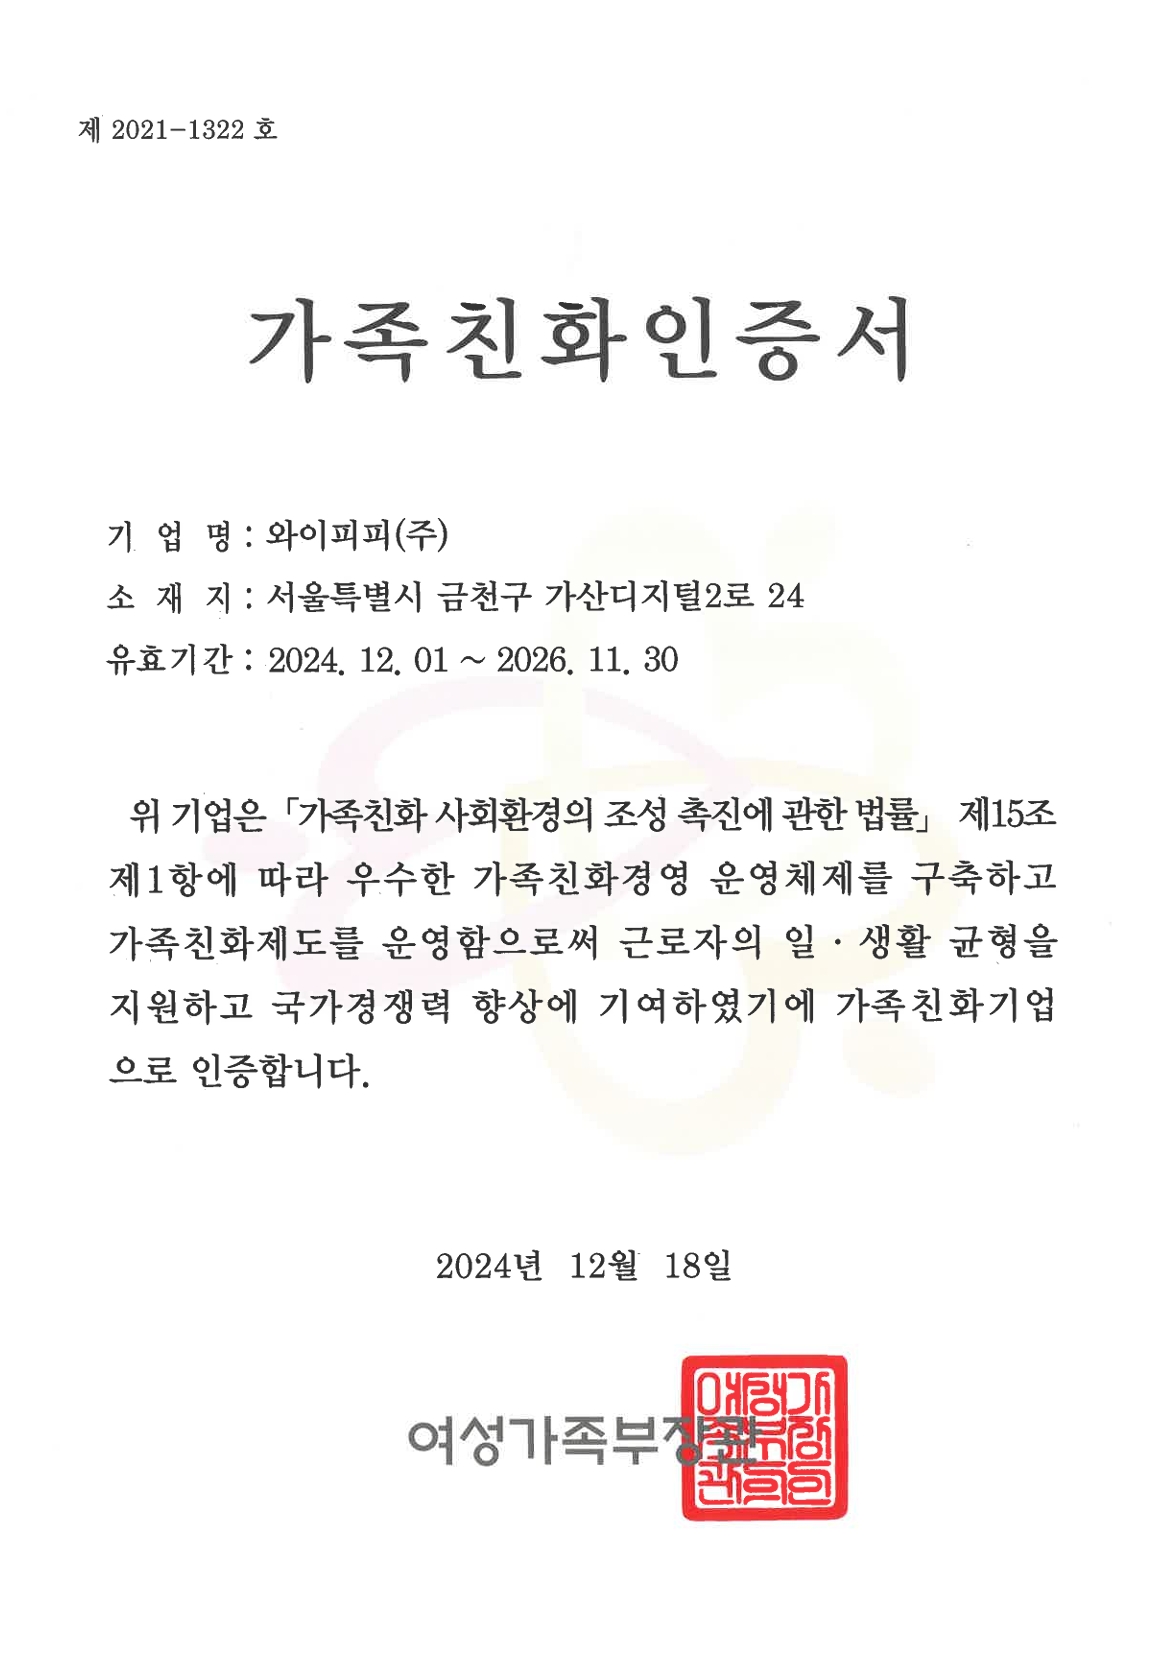 제 2021-1322 호
가족친화인증서
기 업 명 : 와이피피(주)
소 재 지 : 서울특별시 금천구 가산디지털2로 24
유효기간 : 2024. 12. 01 ~ 2026. 11. 30
위 기업은 「가족친화 사회환경의 조성 촉진에 관한 법률」 제15조
제1항에 따라 우수한 가족친화경영 운영체제를 구축하고
가족친화제도를 운영함으로써 근로자의 일 · 생활 균형을
지원하고 국가경쟁력 향상에 기여하였기에 가족친화기업
으로 인증합니다.
2024년 12월 18일
여성가족부장관
여성가
족부장
관의인